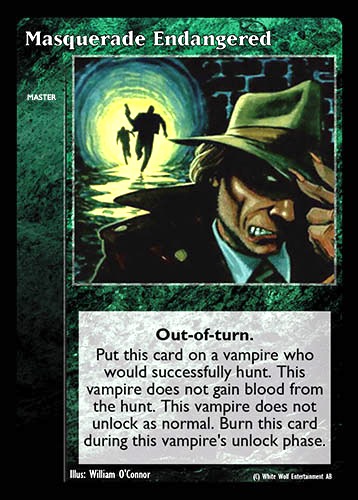 Masquerade Endangered
MASTER
Out-of-turn.
Put this card on a vampire who
would successfully hunt. This
vampire does not gain blood from
the hunt. This vampire does not
unlock as normal. Burn this card
during this vampire's unlock phase.
Illus: William O'Connor
(C) White Wolf Entertainment AB